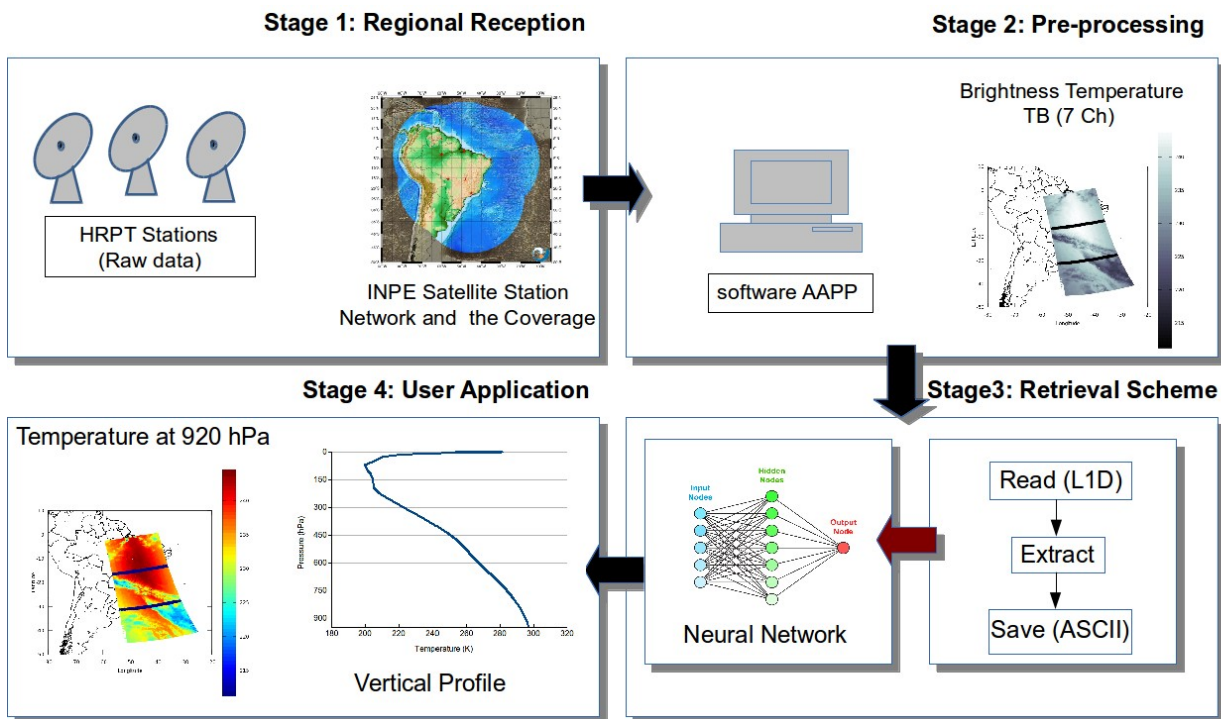 Stage 1: Regional Reception
HRPT Stations
(Raw data)
INPE Satellite Station
Network and the Coverage
Stage 2: Pre-processing
software AAPP
Brightness Temperature
TB (7 Ch)
Longitude
Stage3: Retrieval Scheme
Read (L1D)
Extract
Save (ASCII)
Input
Nodes
Hidden
Nodes
Output
Node
Neural Network
Stage 4: User Application
Temperature at 920 hPa
Longitude
Pressure (hPa)
0
150
300
450
600
750
900
180 200 220 240 260 280 300 320
Temperature (K)
Vertical Profile